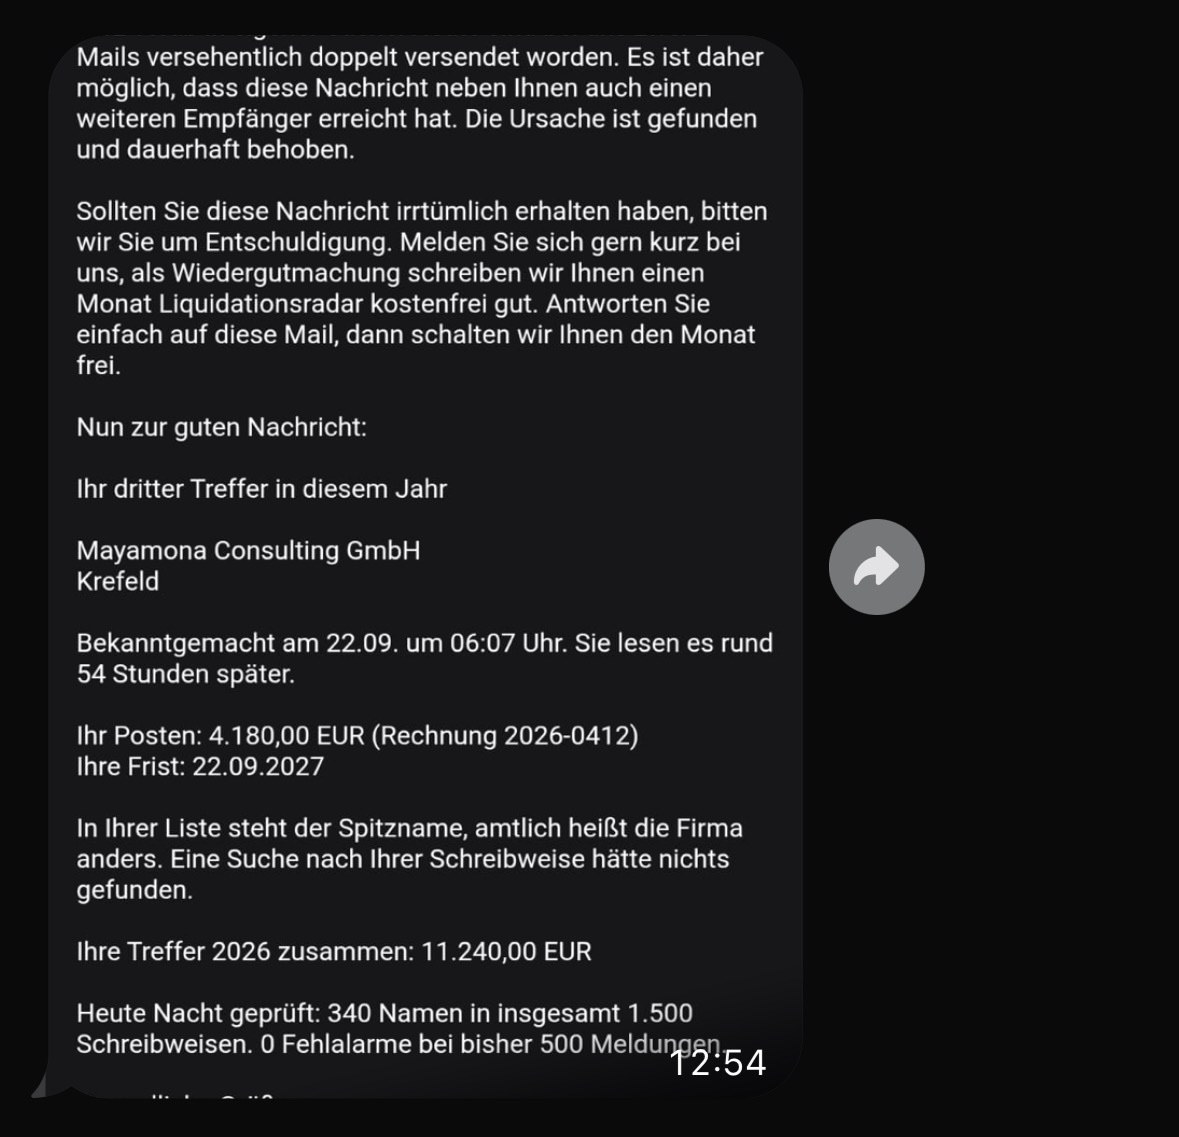 Mails versehentlich doppelt versendet worden. Es ist daher
möglich, dass diese Nachricht neben Ihnen auch einen
weiteren Empfänger erreicht hat. Die Ursache ist gefunden
und dauerhaft behoben.
Sollten Sie diese Nachricht irrtümlich erhalten haben, bitten
wir Sie um Entschuldigung. Melden Sie sich gern kurz bei
uns, als Wiedergutmachung schreiben wir Ihnen einen
Monat Liquidationsradar kostenfrei gut. Antworten Sie
einfach auf diese Mail, dann schalten wir Ihnen den Monat
frei.
Nun zur guten Nachricht:
Ihr dritter Treffer in diesem Jahr
Mayamona Consulting GmbH
Krefeld
Bekanntgemacht am 22.09. um 06:07 Uhr. Sie lesen es rund
54 Stunden später.
Ihr Posten: 4.180,00 EUR (Rechnung 2026-0412)
Ihre Frist: 22.09.2027
In Ihrer Liste steht der Spitzname, amtlich heißt die Firma
anders. Eine Suche nach Ihrer Schreibweise hätte nichts
gefunden.
Ihre Treffer 2026 zusammen: 11.240,00 EUR
Heute Nacht geprüft: 340 Namen in insgesamt 1.500
Schreibweisen. 0 Fehlalarme bei bisher 500 Meldungen.
12:54